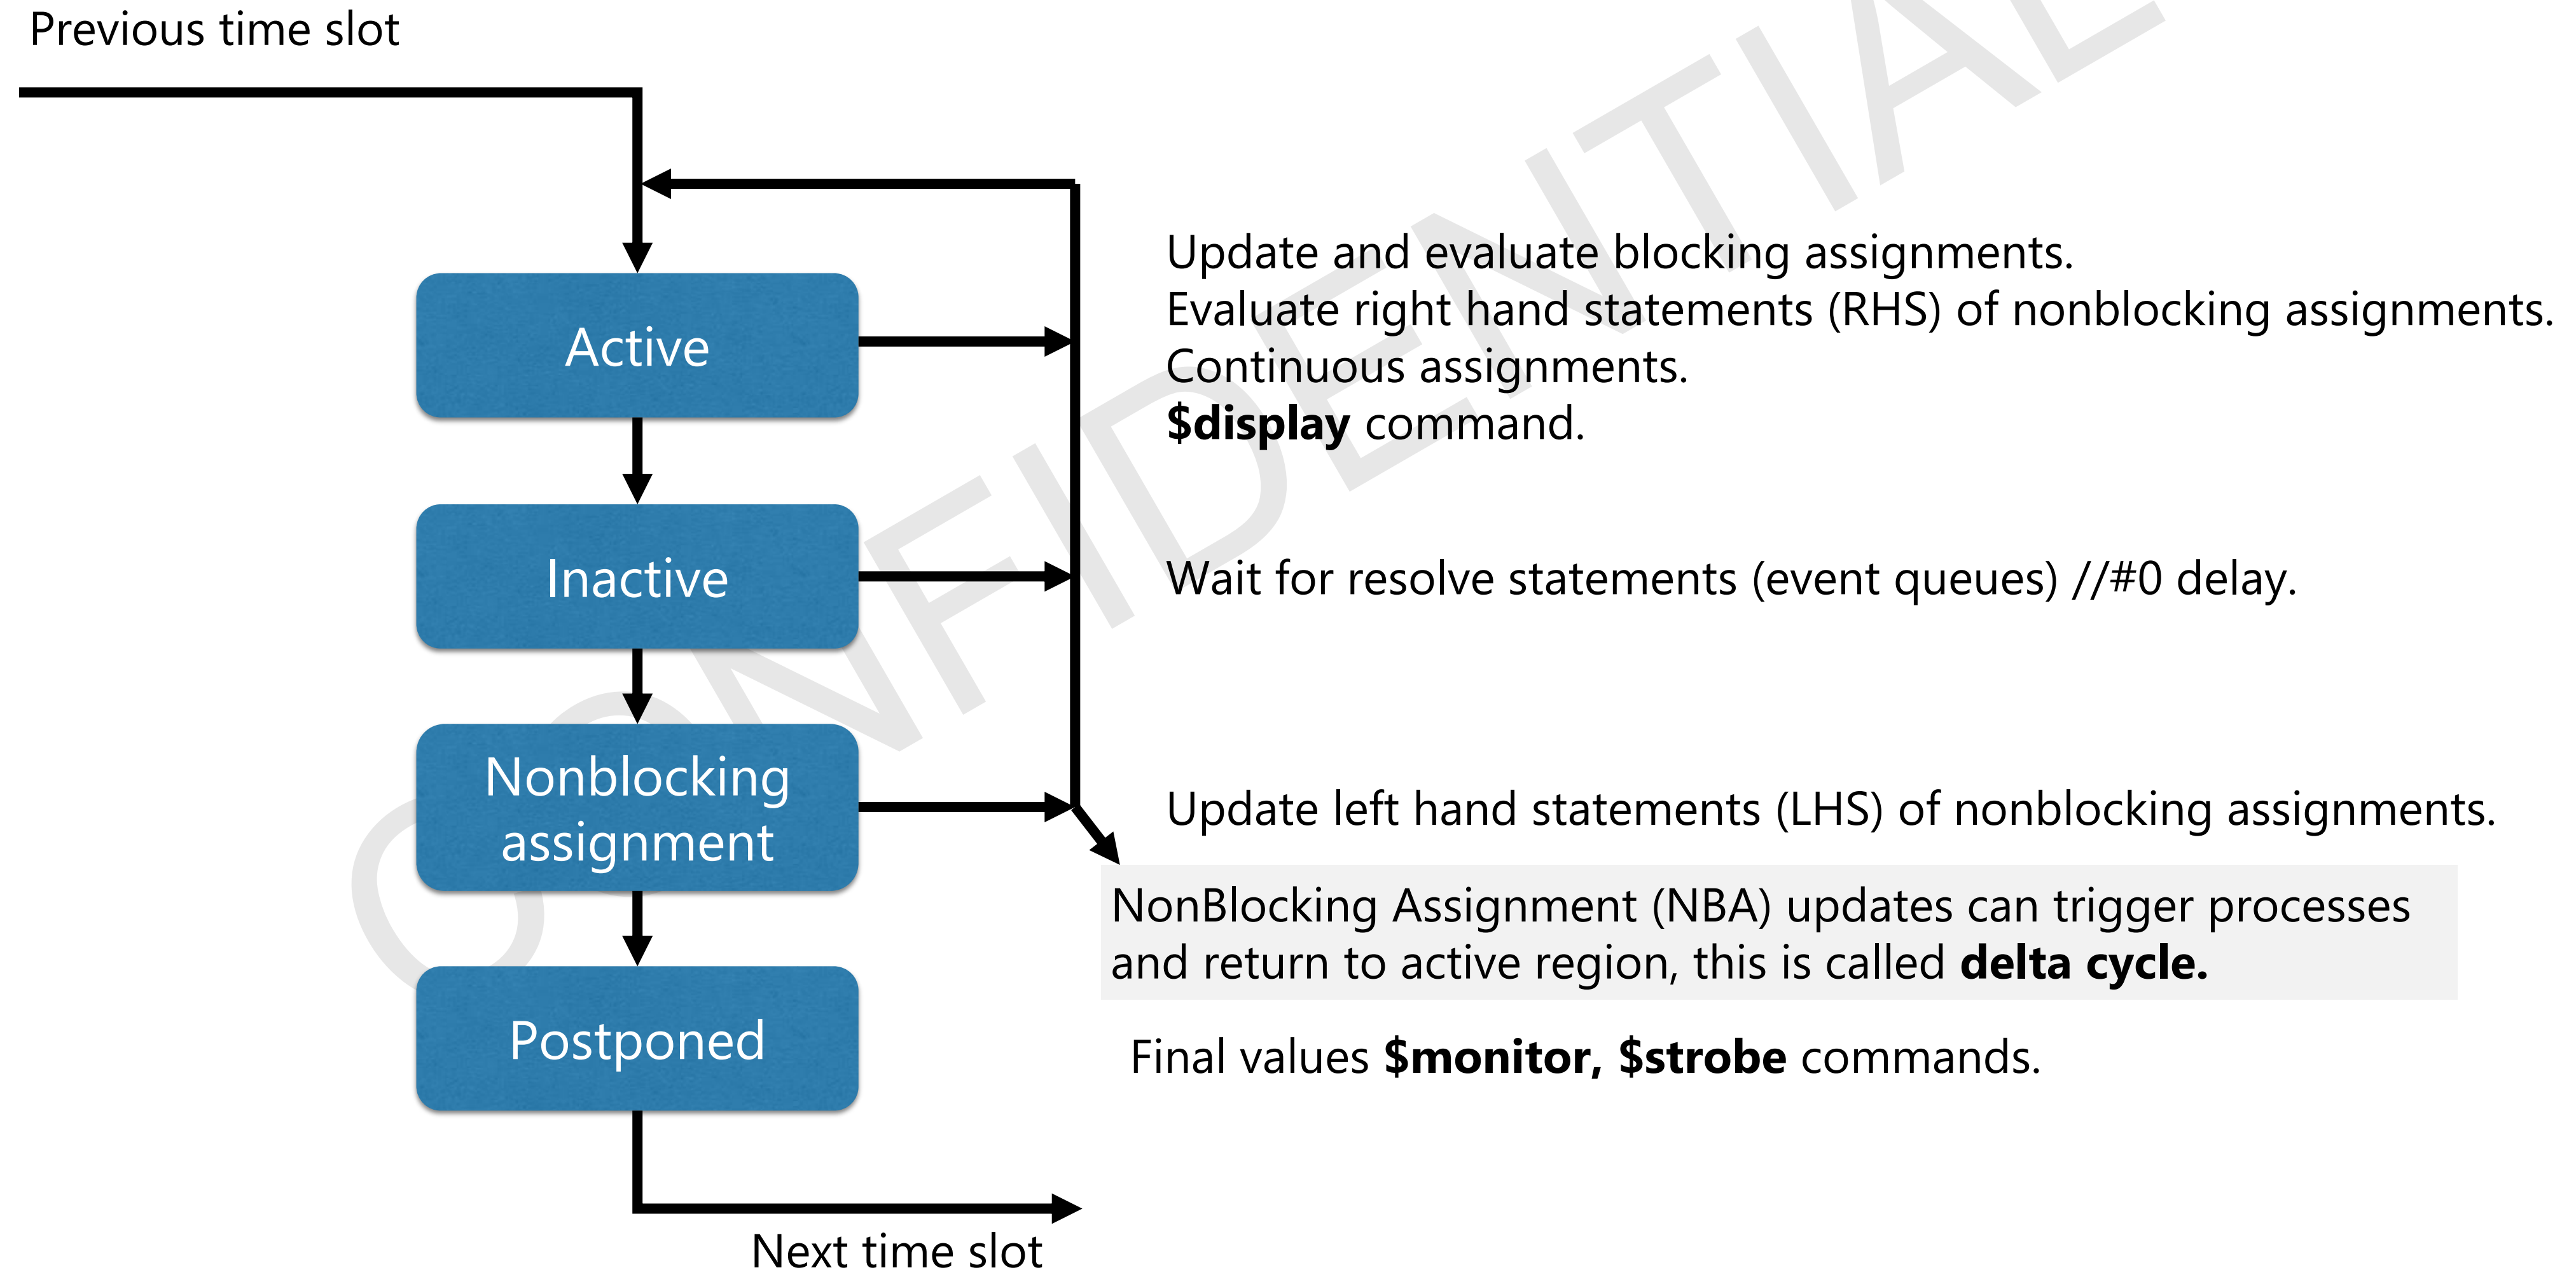 Previous time slot
Active
Update and evaluate blocking assignments.
Evaluate right hand statements (RHS) of nonblocking assignments.
Continuous assignments.
$display command.
Inactive
Wait for resolve statements (event queues) //#0 delay.
Nonblocking
assignment
Update left hand statements (LHS) of nonblocking assignments.
NonBlocking Assignment (NBA) updates can trigger processes
and return to active region, this is called delta cycle.
Postponed
Final values $monitor, $strobe commands.
Next time slot
CONFIDENTIAL